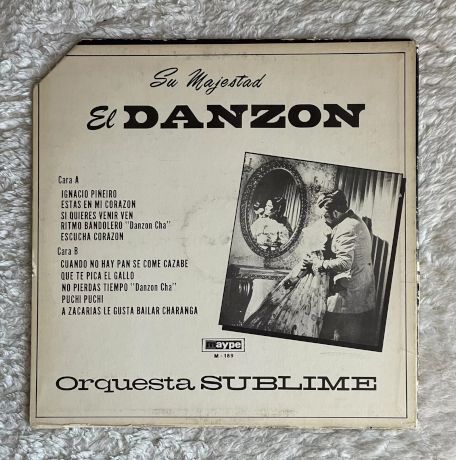 Su Majestad
El DANZON
Cara A
IGNACIO PINEIRO
ESTAS EN MI CORAZON
SI QUIERES VENIR VEN
RITMO BANDOLERO "Danzon Cha"
ESCUCHA CORAZON
Cara B
CUANDO NO HAY PAN SE COME CAZABE
QUE TE PICA EL GALLO
NO PIERDAS TIEMPO "Danzon Cha"
PUCHI PUCHI
A ZACARIAS LE GUSTA BAILAR CHARANGA
maype
M - 189
Orquesta SUBLIME